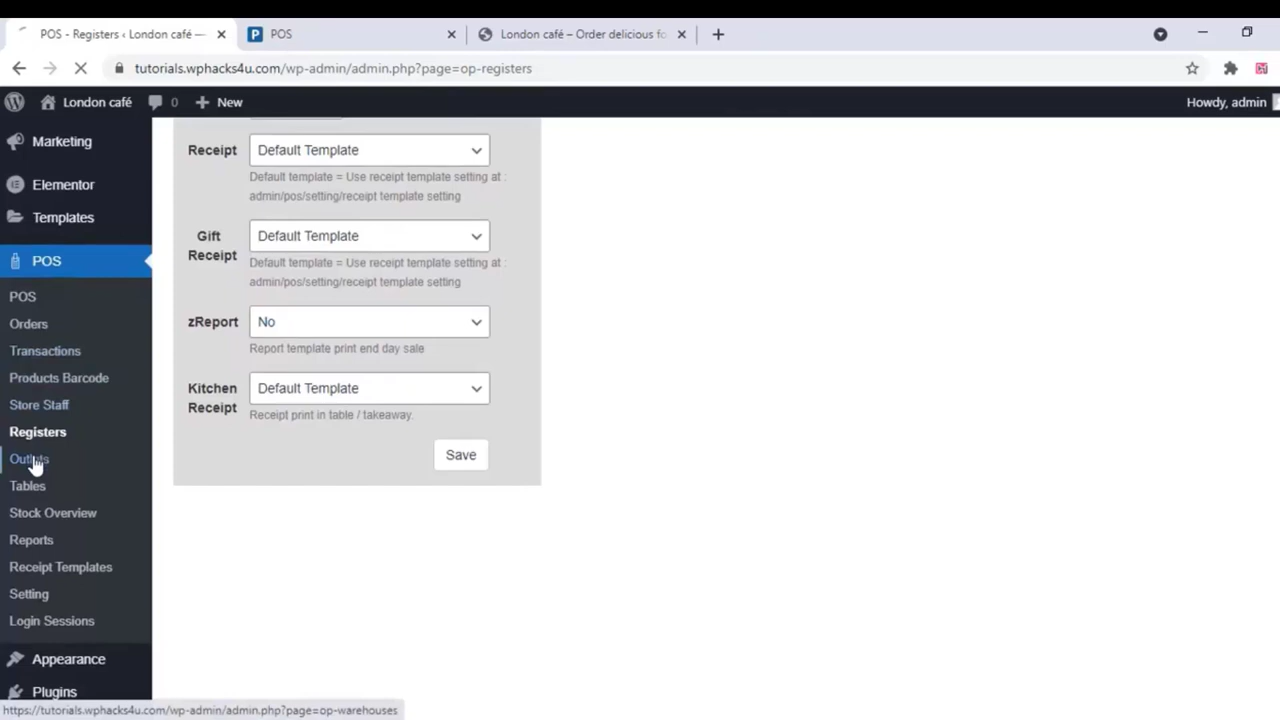 POS - Registers ‹ London café —
POS
London café – Order delicious fo
tutorials.wphacks4u.com/wp-admin/admin.php?page=op-registers
London café
0
New
Howdy, admin
Marketing
Elementor
Templates
POS
POS
Orders
Transactions
Products Barcode
Store Staff
Registers
Outlets
Tables
Stock Overview
Reports
Receipt Templates
Setting
Login Sessions
Appearance
Plugins
Receipt
Default Template
Default template = Use receipt template setting at :
admin/pos/setting/receipt template setting
Gift
Receipt
Default Template
Default template = Use receipt template setting at :
admin/pos/setting/receipt template setting
zReport
No
Report template print end day sale
Kitchen
Receipt
Default Template
Receipt print in table / takeaway.
Save
https://tutorials.wphacks4u.com/wp-admin/admin.php?page=op-warehouses